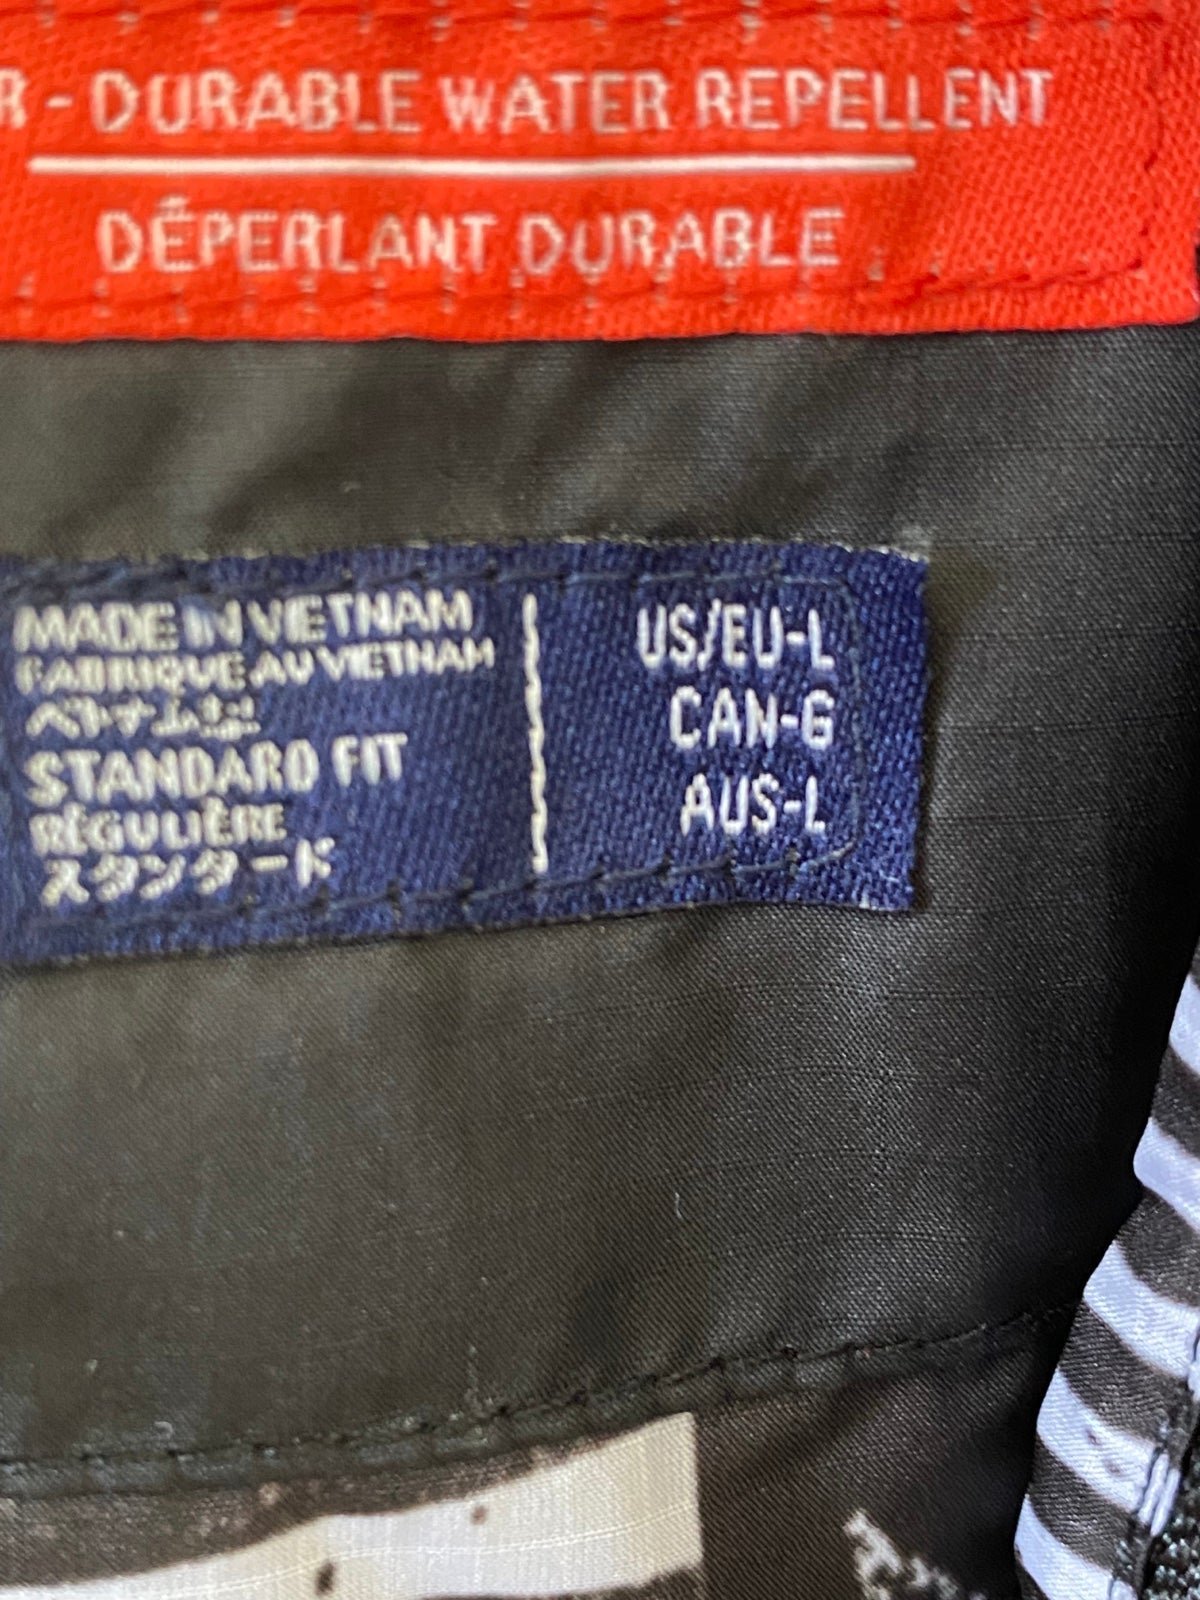 R - DURABLE WATER REPELLENT
DÉPERLANT DURABLE
MADE IN VIETNAM
FABRIQUE AU VIETNAM
ベトナム製
STANDARD FIT
RÉGULIÈRE
スタンダード
US/EU-L
CAN-G
AUS-L